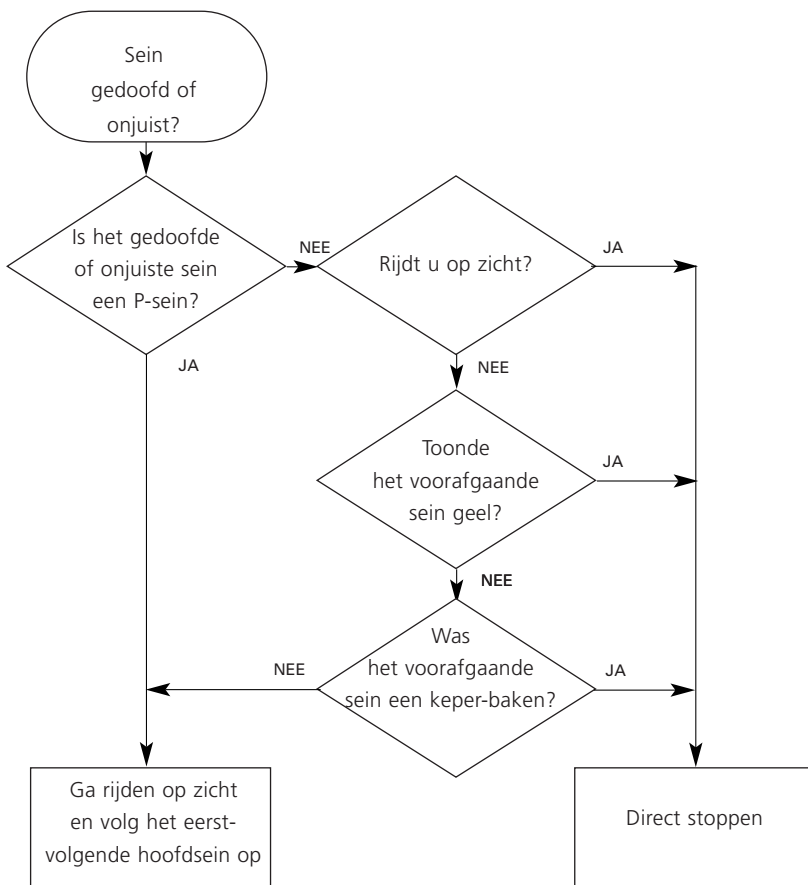 Sein
gedoofd of
onjuist?
Is het gedoofde
of onjuiste sein
een P-sein?
NEE
Rijdt u op zicht?
JA
JA
NEE
Toonde
het voorafgaande
sein geel?
JA
NEE
Was
het voorafgaande
sein een keper-baken?
NEE
JA
Ga rijden op zicht
en volg het eerst-
volgende hoofdsein op
Direct stoppen